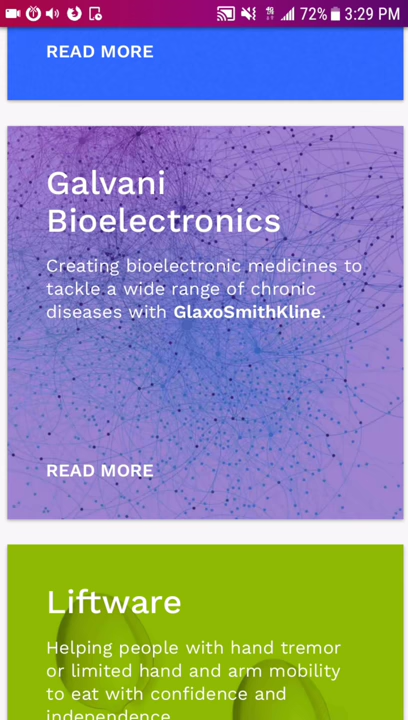 72% 3:29 PM
READ MORE
Galvani
Bioelectronics
Creating bioelectronic medicines to
tackle a wide range of chronic
diseases with GlaxoSmithKline.
READ MORE
Liftware
Helping people with hand tremor
or limited hand and arm mobility
to eat with confidence and
independence